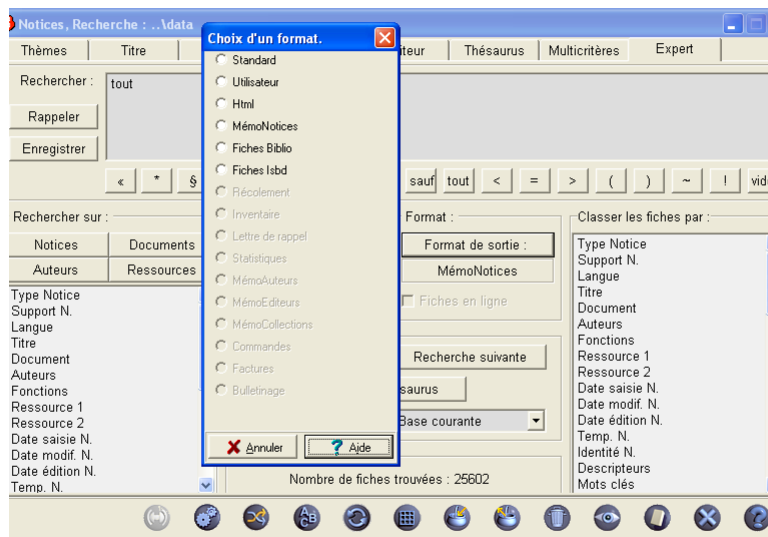 Notices, Recherche : ..\data
Choix d'un format.
Thèmes
Titre
iteur
Thésaurus
Multicritères
Expert
Rechercher :
tout
Rappeler
Enregistrer
« * §
sauf tout < = > ( ) ~ ! vid
Standard
Utilisateur
Html
MémoNotices
Fiches Biblio
Fiches Isbd
Récolement
Inventaire
Lettre de rappel
Statistiques
MémoAuteurs
MémoEditeurs
MémoCollections
Commandes
Factures
Bulletinage
Annuler
Aide
Rechercher sur :
Notices
Documents
Auteurs
Ressources
Type Notice
Support N.
Langue
Titre
Document
Auteurs
Fonctions
Ressource 1
Ressource 2
Date saisie N.
Date modif. N.
Date édition N.
Temp. N.
Format :
Format de sortie :
MémoNotices
Fiches en ligne
Recherche suivante
saurus
Base courante
Nombre de fiches trouvées : 25602
Classer les fiches par :
Type Notice
Support N.
Langue
Titre
Document
Auteurs
Fonctions
Ressource 1
Ressource 2
Date saisie N.
Date modif. N.
Date édition N.
Temp. N.
Identité N.
Descripteurs
Mots clés